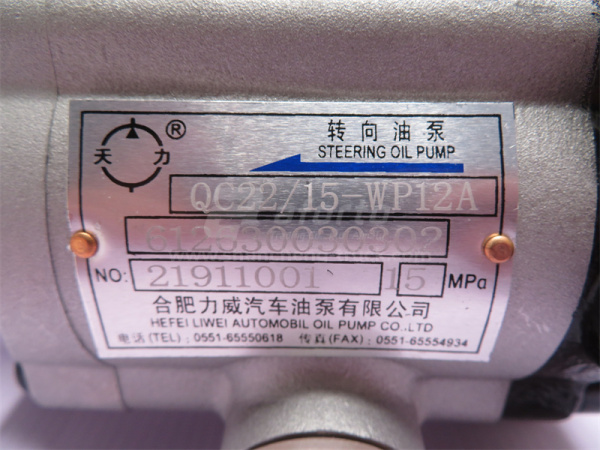 天 力 ®
转向油泵
STEERING OIL PUMP
QC22/15-WP12A
612630030302
NO: 21911001 15 MPa
合肥力威汽车油泵有限公司
HEFEI LIWEI AUTOMOBIL OIL PUMP CO.,LTD
电话(TEL): 0551-65550618 传真(FAX): 0551-65554934